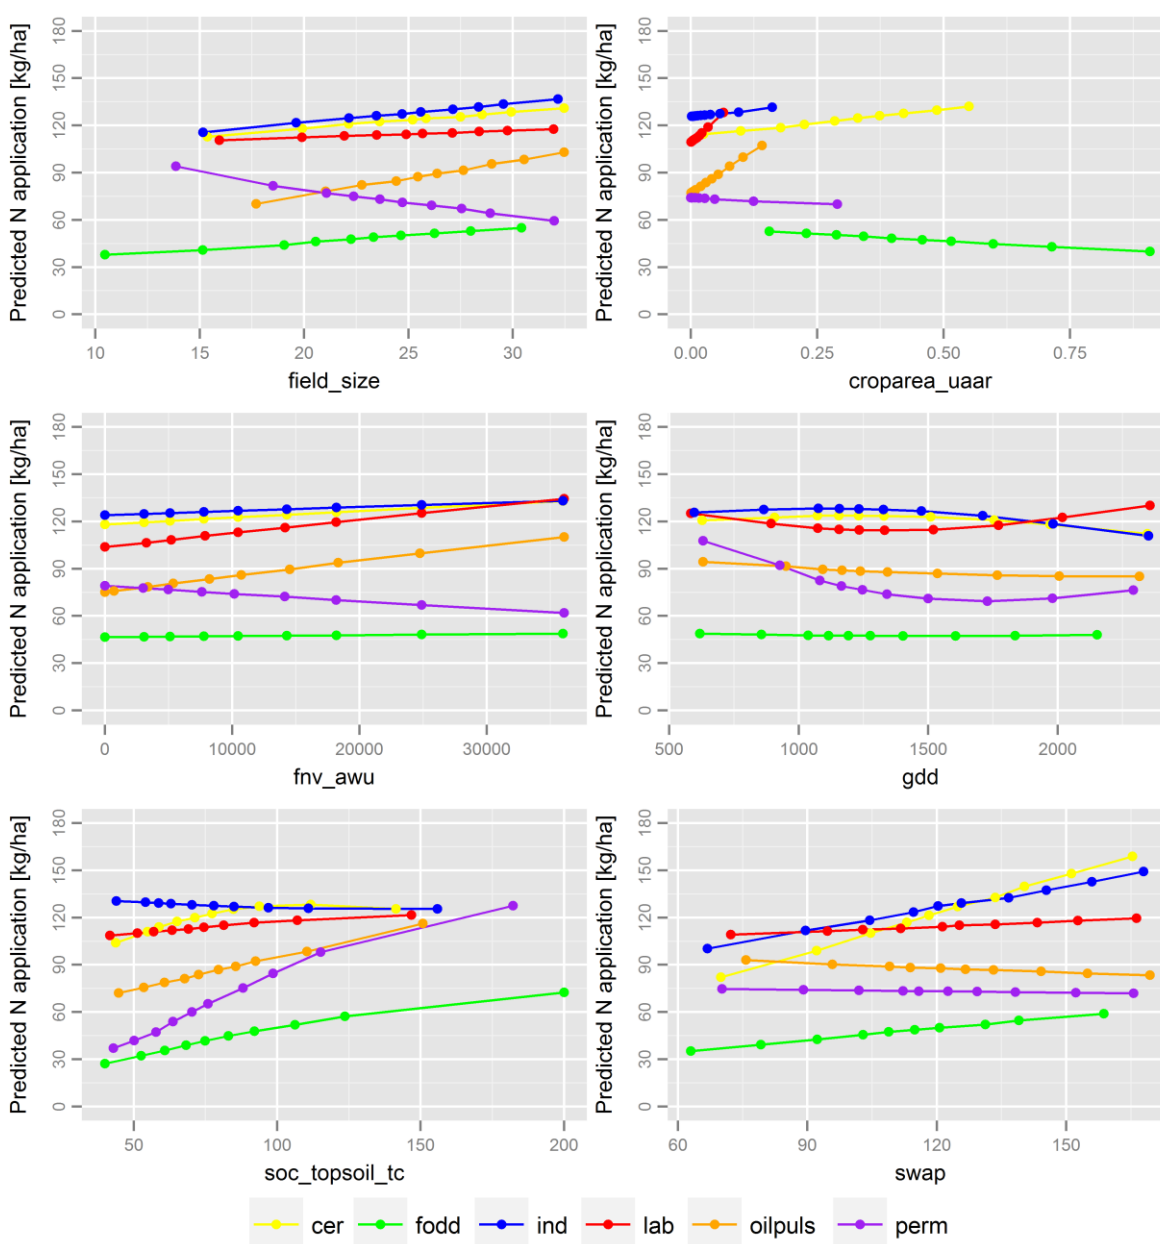 Predicted N application [kg/ha]
180
150
120
90
60
30
0
10 15 20 25 30
field_size
Predicted N application [kg/ha]
180
150
120
90
60
30
0
0.00 0.25 0.50 0.75
croparea_uaar
Predicted N application [kg/ha]
180
150
120
90
60
30
0
0 10000 20000 30000
fnv_awu
Predicted N application [kg/ha]
180
150
120
90
60
30
0
500 1000 1500 2000
gdd
Predicted N application [kg/ha]
180
150
120
90
60
30
0
50 100 150 200
soc_topsoil_tc
Predicted N application [kg/ha]
180
150
120
90
60
30
0
60 90 120 150
swap
cer fodd ind lab oilpuls perm